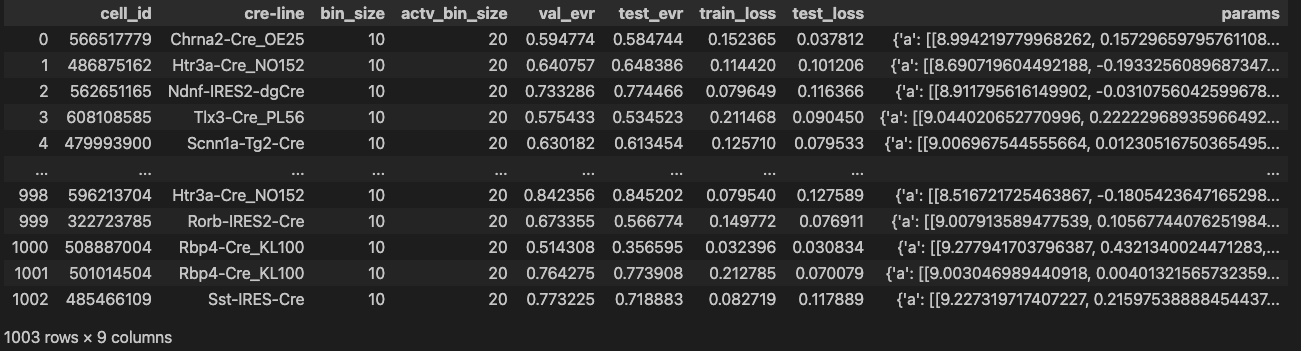 cell_id cre-line bin_size actv_bin_size val_evr test_evr train_loss test_loss params
0 566517779 Chrna2-Cre_OE25 10 20 0.594774 0.584744 0.152365 0.037812 {'a': [[8.994219779968262, 0.15729659795761108...
1 486875162 Htr3a-Cre_NO152 10 20 0.640757 0.648386 0.114420 0.101206 {'a': [[8.690719604492188, -0.1933256089687347...
2 562651165 Ndnf-IRES2-dgCre 10 20 0.733286 0.774466 0.079649 0.116366 {'a': [[8.911795616149902, -0.0310756042599678...
3 608108585 Tlx3-Cre_PL56 10 20 0.575433 0.534523 0.211468 0.090450 {'a': [[9.044020652770996, 0.22222968935966492...
4 479993900 Scnn1a-Tg2-Cre 10 20 0.630182 0.613454 0.125710 0.079533 {'a': [[9.006967544555664, 0.01230516750365495...
... ... ... ... ... ... ... ... ... ...
998 596213704 Htr3a-Cre_NO152 10 20 0.842356 0.845202 0.079540 0.127589 {'a': [[8.516721725463867, -0.1805423647165298...
999 322723785 Rorb-IRES2-Cre 10 20 0.673355 0.566774 0.149772 0.076911 {'a': [[9.007913589477539, 0.10567744076251984...
1000 508887004 Rbp4-Cre_KL100 10 20 0.514308 0.356595 0.032396 0.030834 {'a': [[9.277941703796387, 0.4321340024471283,...
1001 501014504 Rbp4-Cre_KL100 10 20 0.764275 0.773908 0.212785 0.070079 {'a': [[9.003046989440918, 0.00401321565732359...
1002 485466109 Sst-IRES-Cre 10 20 0.773225 0.718883 0.082719 0.117889 {'a': [[9.227319717407227, 0.21597538888454437...
1003 rows × 9 columns